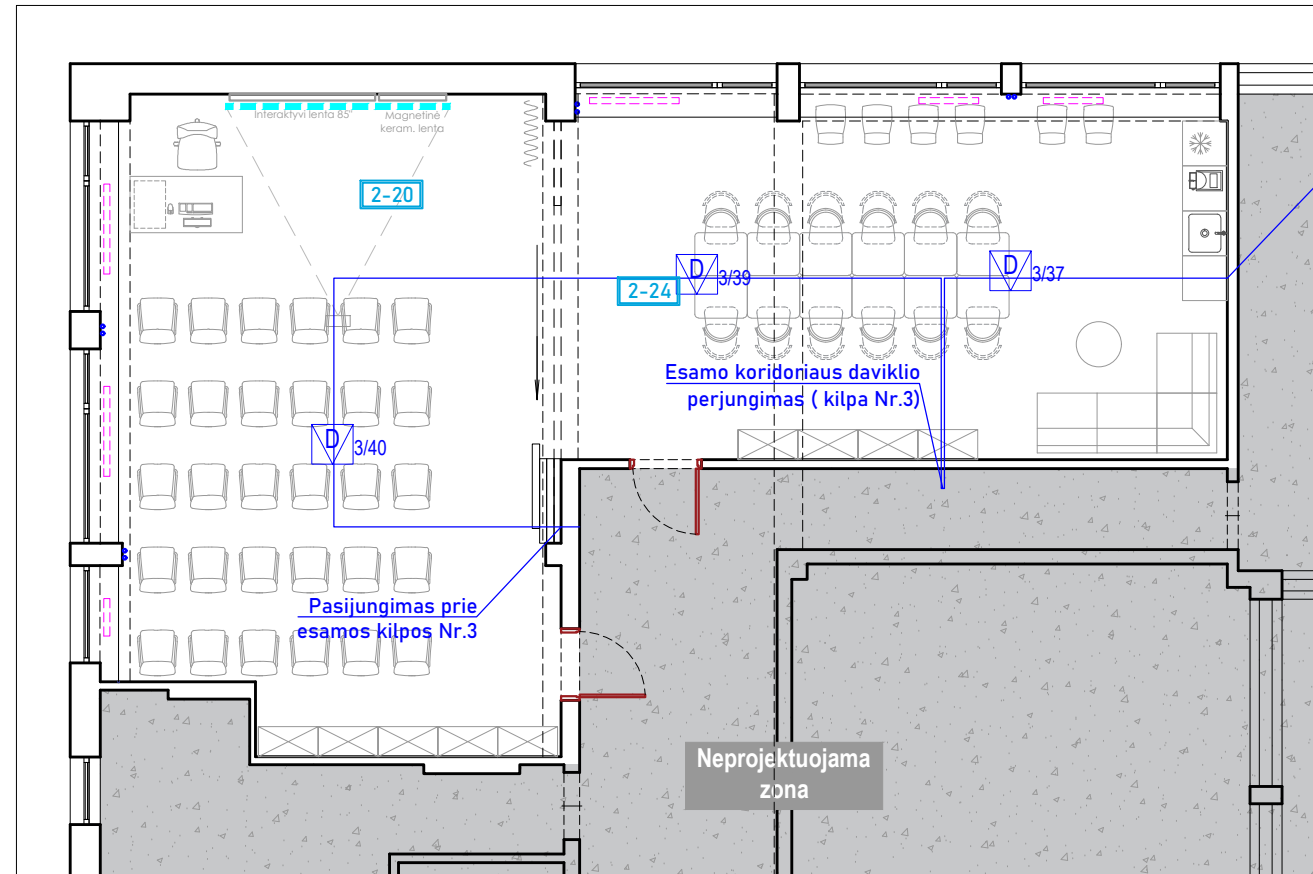 Interaktyvi lenta 85"
Magnetinė
keram. lenta
2-20
D
3/39
D
3/37
2-24
Esamo koridoriaus daviklio
perjungimas ( kilpa Nr.3)
D
3/40
Pasijungimas prie
esamos kilpos Nr.3
Neprojektuojama
zona